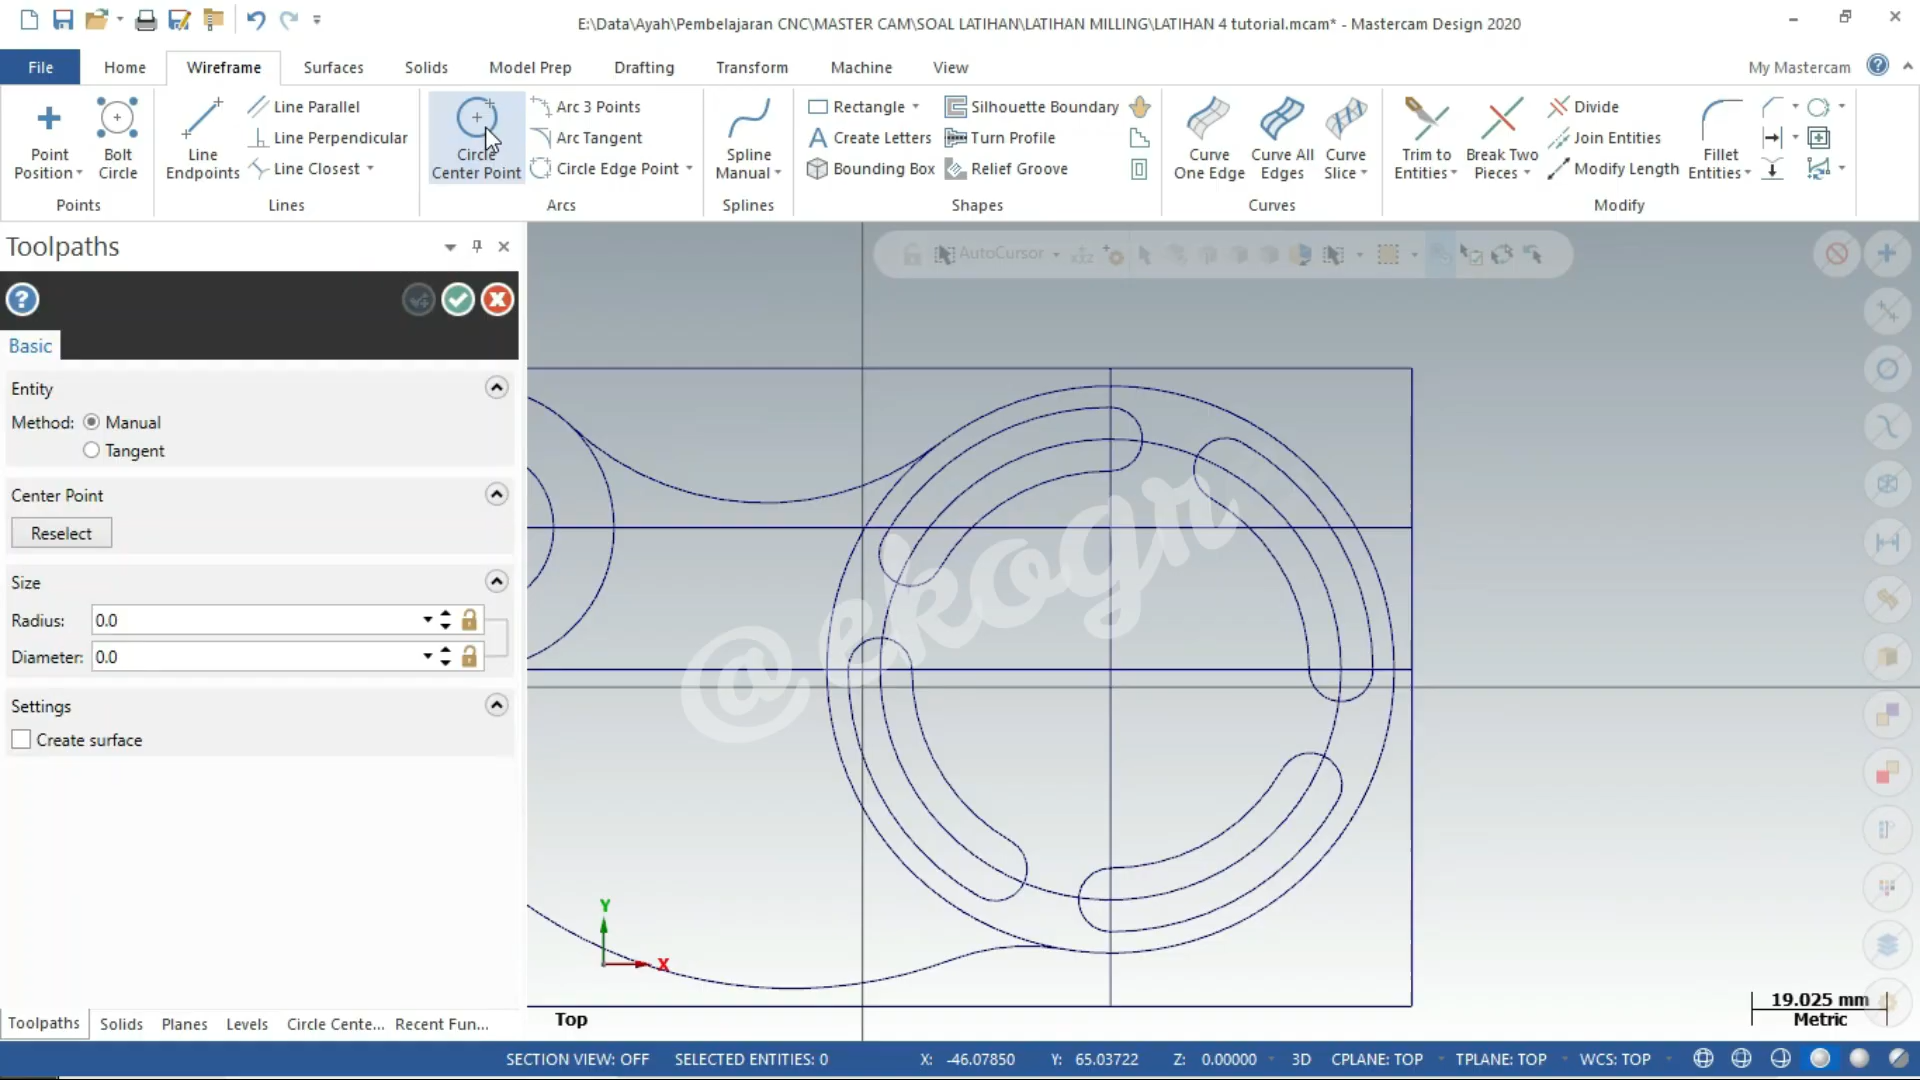 E:\Data\Ayah\Pembelajaran CNC\MASTER CAM\SOAL LATIHAN\LATIHAN MILLING\LATIHAN 4 tutorial.mcam* - Mastercam Design 2020
File Home Wireframe Surfaces Solids Model Prep Drafting Transform Machine View My Mastercam
Point Position
Bolt Circle
Points
Line Endpoints
Line Parallel
Line Perpendicular
Line Closest
Lines
Circle Center Point
Arc 3 Points
Arc Tangent
Circle Edge Point
Arcs
Spline Manual
Splines
Rectangle
Create Letters
Bounding Box
Silhouette Boundary
Turn Profile
Relief Groove
Shapes
Curve One Edge
Curve All Edges
Curve Slice
Curves
Trim to Entities
Break Two Pieces
Divide
Join Entities
Modify Length
Fillet Entities
Modify
Toolpaths
Basic
Entity
Method: Manual
Tangent
Center Point
Reselect
Size
Radius: 0.0
Diameter: 0.0
Settings
Create surface
Toolpaths Solids Planes Levels Circle Cente... Recent Fun...
AutoCursor
@ekogr
Y
X
Top
19.025 mm
Metric
SECTION VIEW: OFF SELECTED ENTITIES: 0 X: -46.07850 Y: 65.03722 Z: 0.00000 3D CPLANE: TOP TPLANE: TOP WCS: TOP